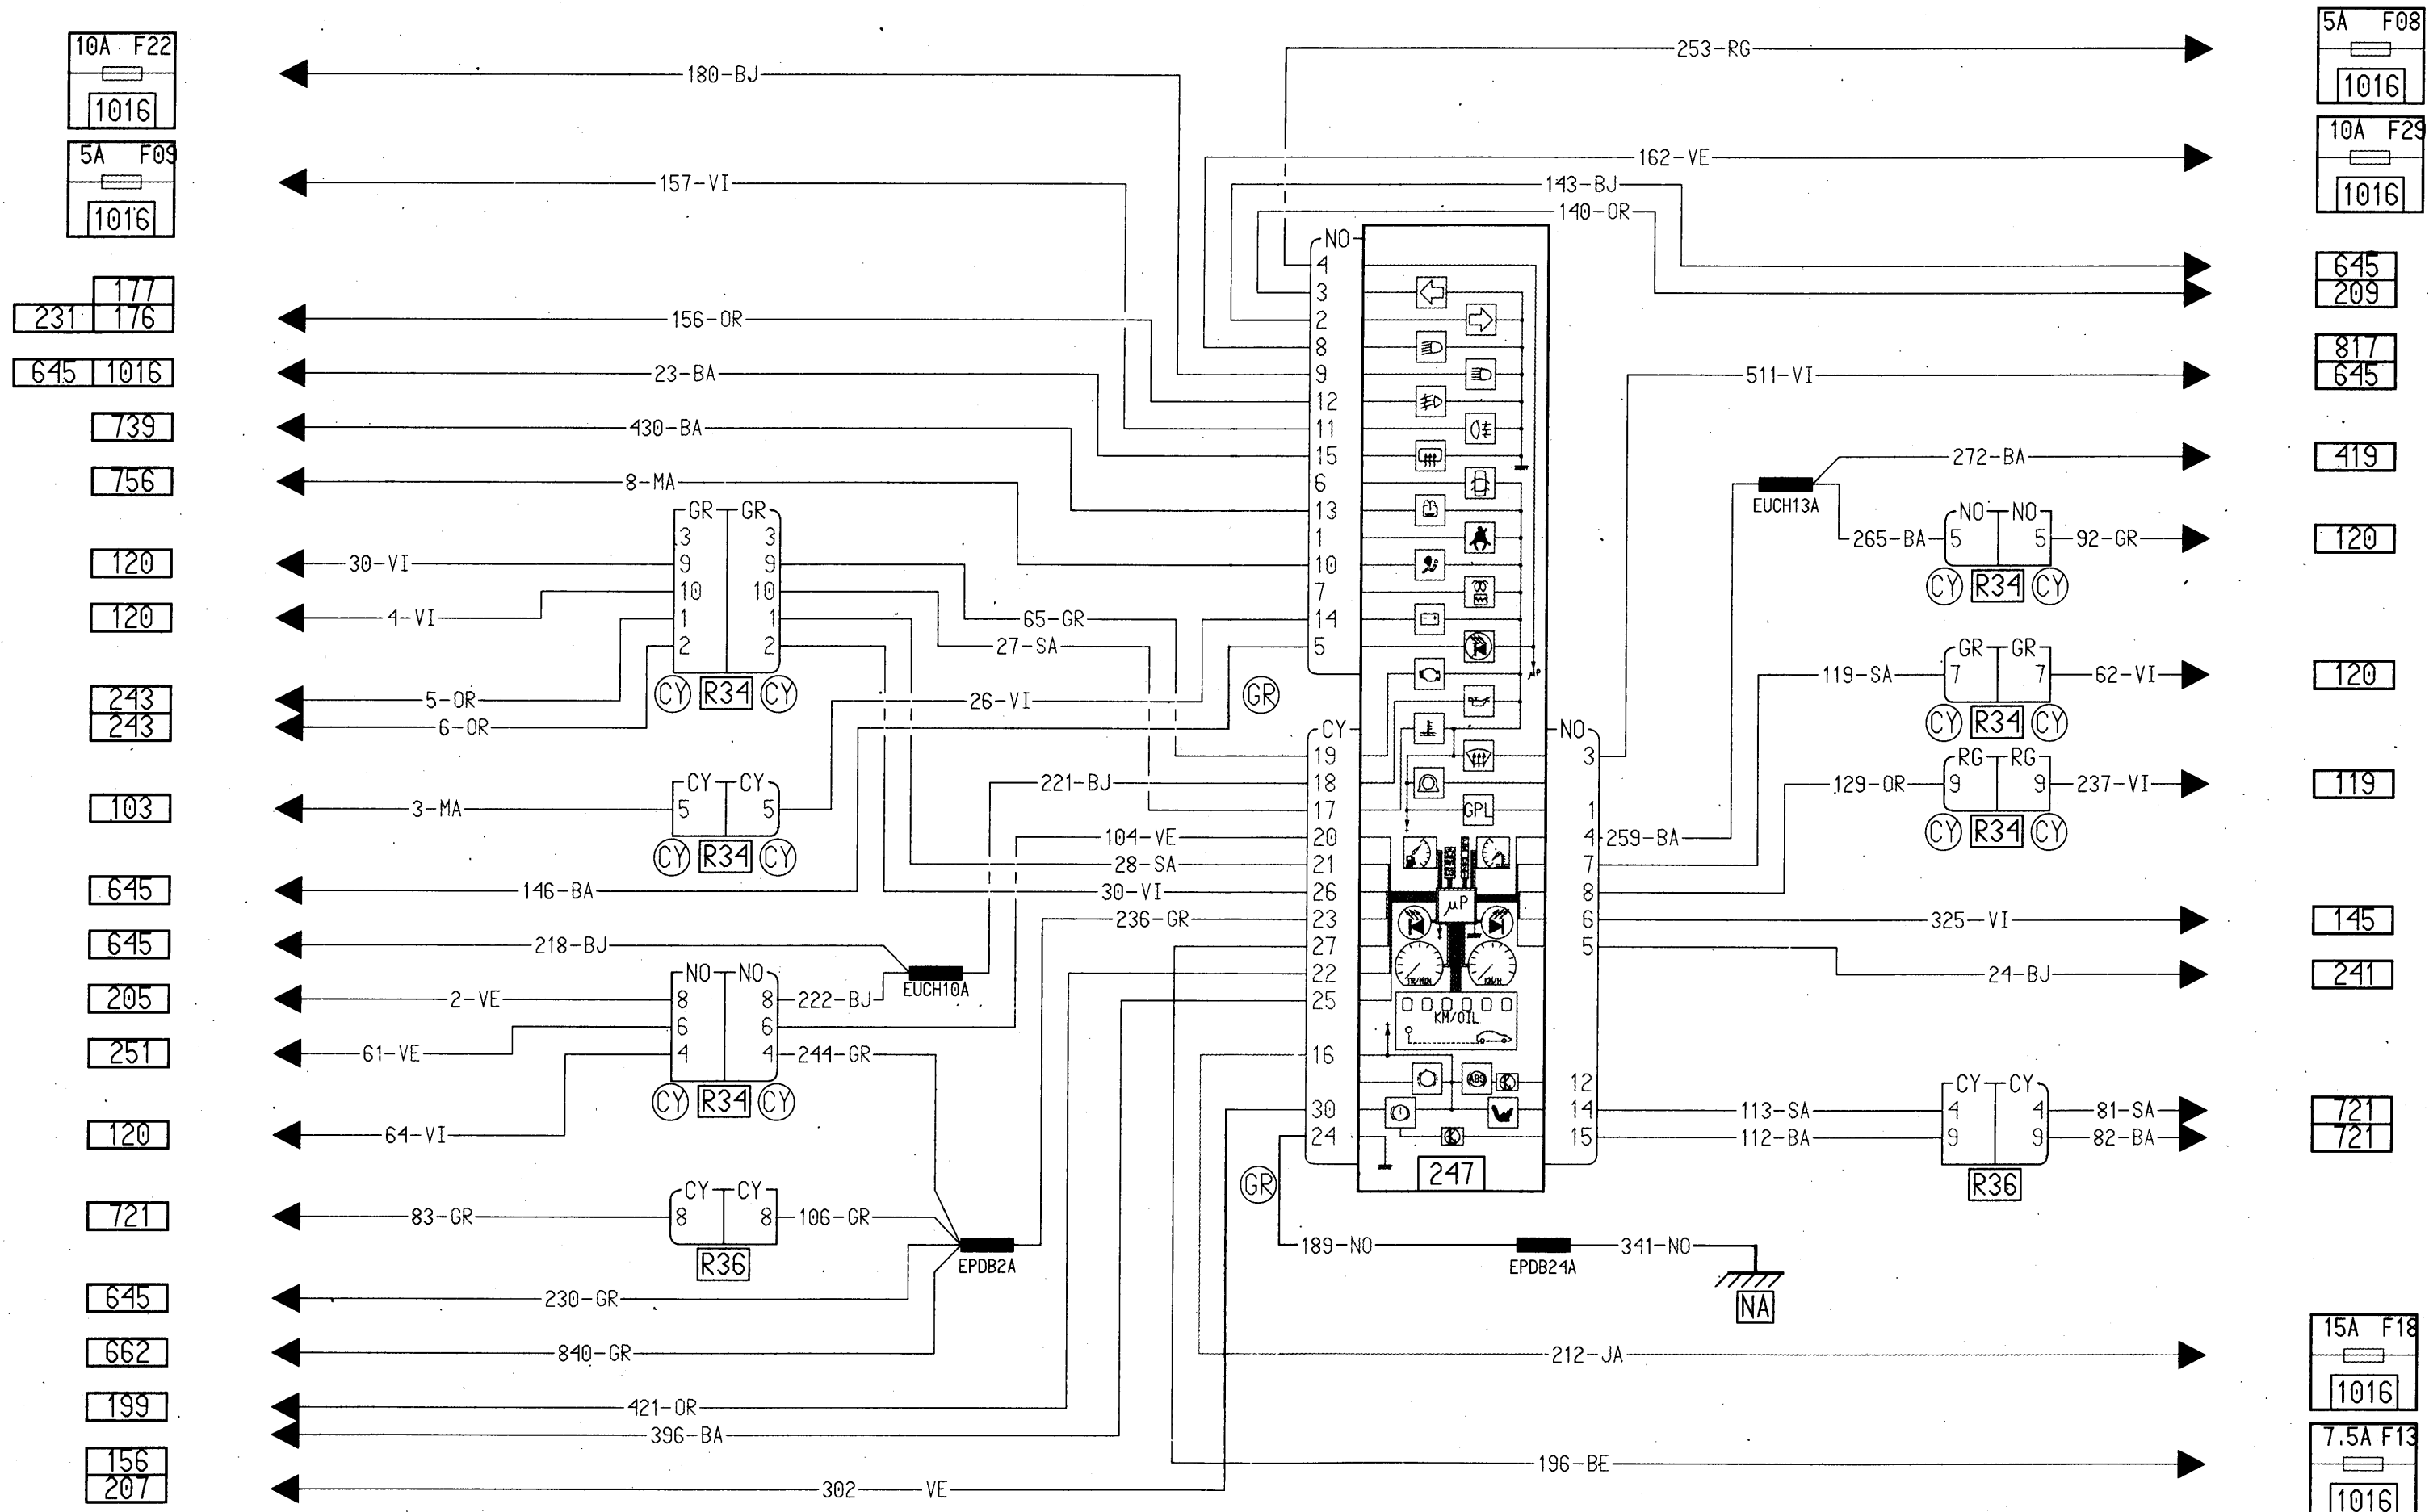 10A F22
1016
5A F09
1016
177
231 176
645 1016
739
756
120
120
243
243
103
645
645
205
251
120
721
645
662
199
156
207
180-BJ
157-VI
156-OR
23-BA
430-BA
8-MA
30-VI
4-VI
5-OR
6-OR
GR GR
3 3
9 9
10 10
1 1
2 2
CY R34 CY
65-GR
27-SA
26-VI
3-MA
CY CY
5 5
CY R34 CY
221-BJ
104-VE
28-SA
146-BA
30-VI
236-GR
218-BJ
EUCH10A
2-VE
61-VE
64-VI
NO NO
8 8
6 6
4 4
222-BJ
244-GR
CY R34 CY
83-GR
CY CY
8 8
106-GR
R36
EPDB2A
230-GR
840-GR
421-OR
396-BA
302 VE
253-RG
162-VE
143-BJ
140-OR
NO
4
3
2
8
9
12
11
15
6
13
1
10
7
14
5
µP
GR
CY
19
18
17
20
21
26
23
27
22
25
16
30
24
GR
GPL
µP
TR/MIN
KM/H
KM/OIL
ABS
247
NO
3
1
4
7
8
6
5
12
14
15
511-VI
272-BA
EUCH13A
265-BA
NO NO
5 5
92-GR
CY R34 CY
119-SA
GR GR
7 7
62-VI
CY R34 CY
129-OR
RG RG
9 9
237-VI
CY R34 CY
259-BA
325-VI
24-BJ
113-SA
112-BA
CY CY
4 4
9 9
81-SA
82-BA
R36
189-NO
EPDB24A
341-NO
NA
212-JA
196-BE
5A F08
1016
10A F29
1016
645
209
817
645
419
120
120
119
145
241
721
721
15A F18
1016
7.5A F13
1016